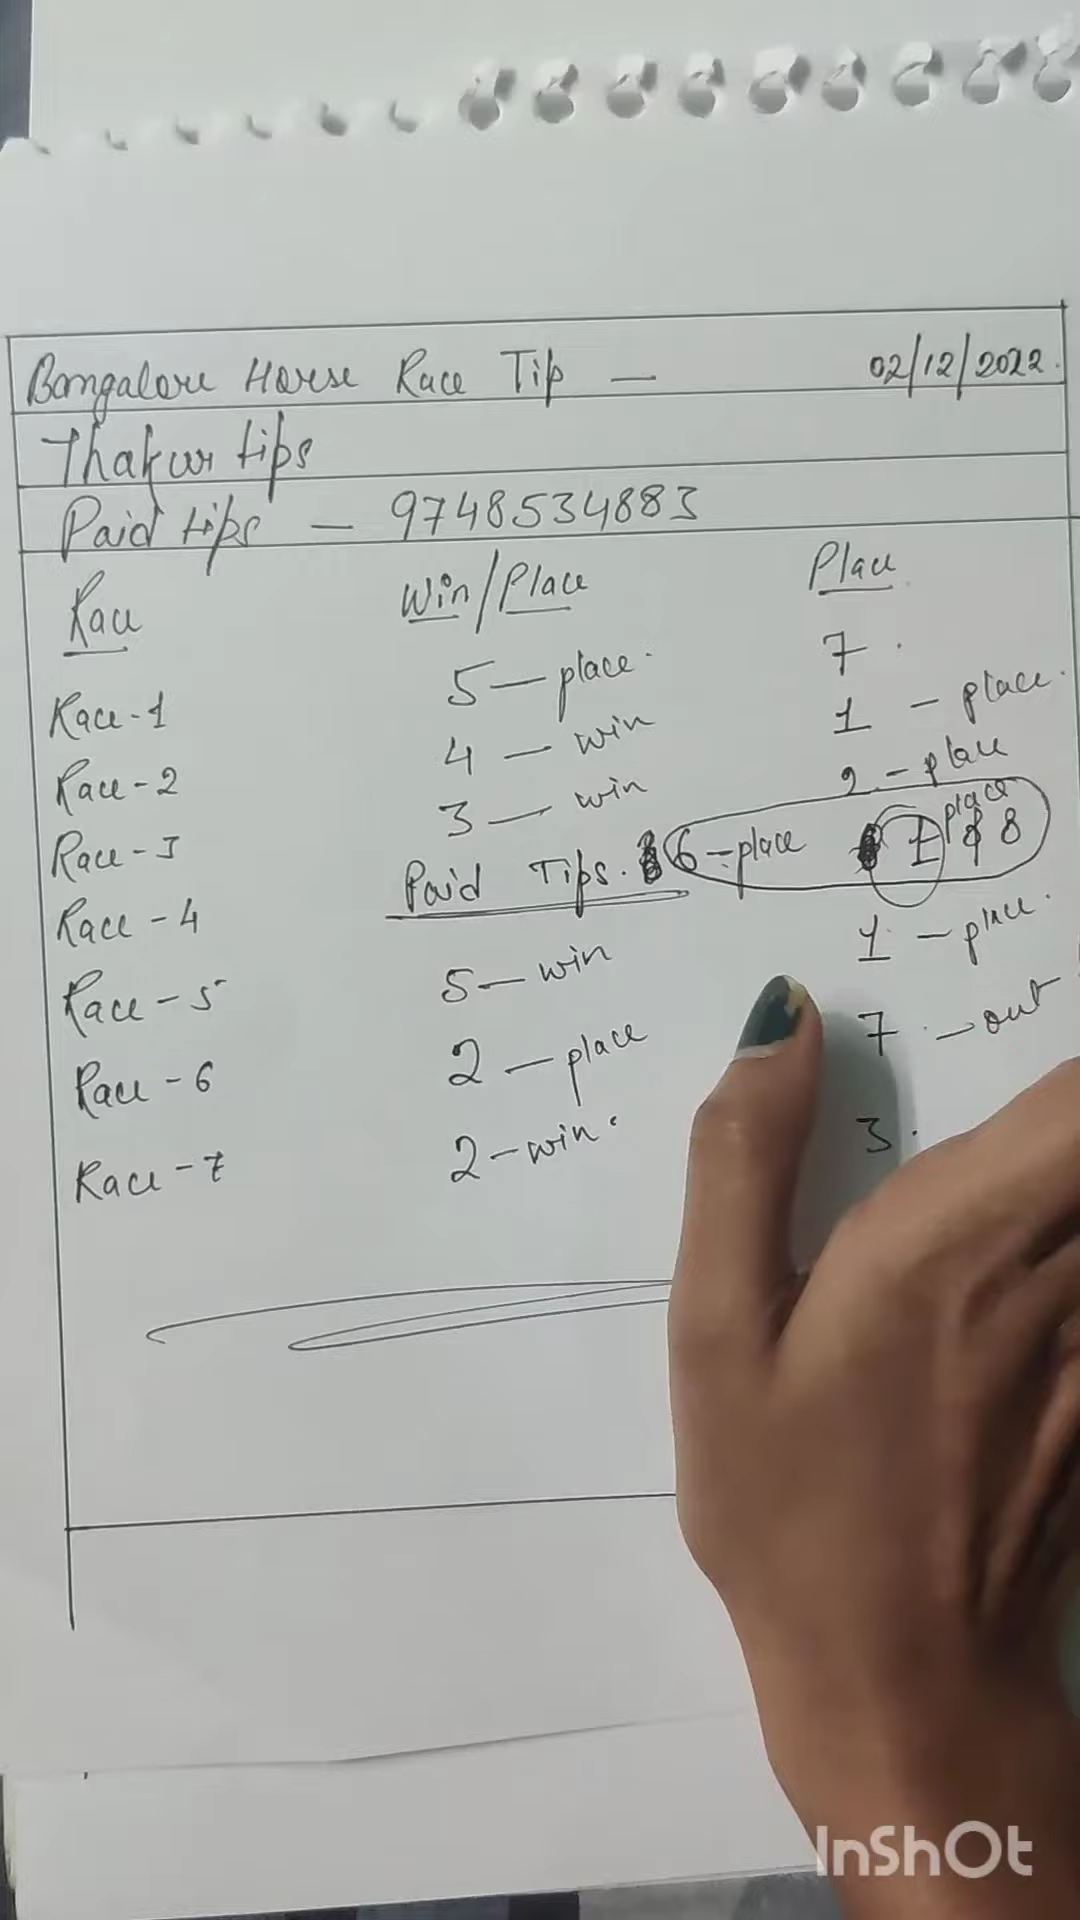 Bangalore Horse Race Tip — 02/12/2022.
Thakur tips
Paid tips — 9748534883
Race Win/Place Place
Race-1 5—place. 7.
Race-2 4—win 1 — place.
Race-3 3—win 2 — place
Race-4 Paid Tips. 6—place 1 place & 8
Race-5 5—win 1 — place.
Race-6 2—place 7. — out
Race-7 2—win. 3.
InShOt